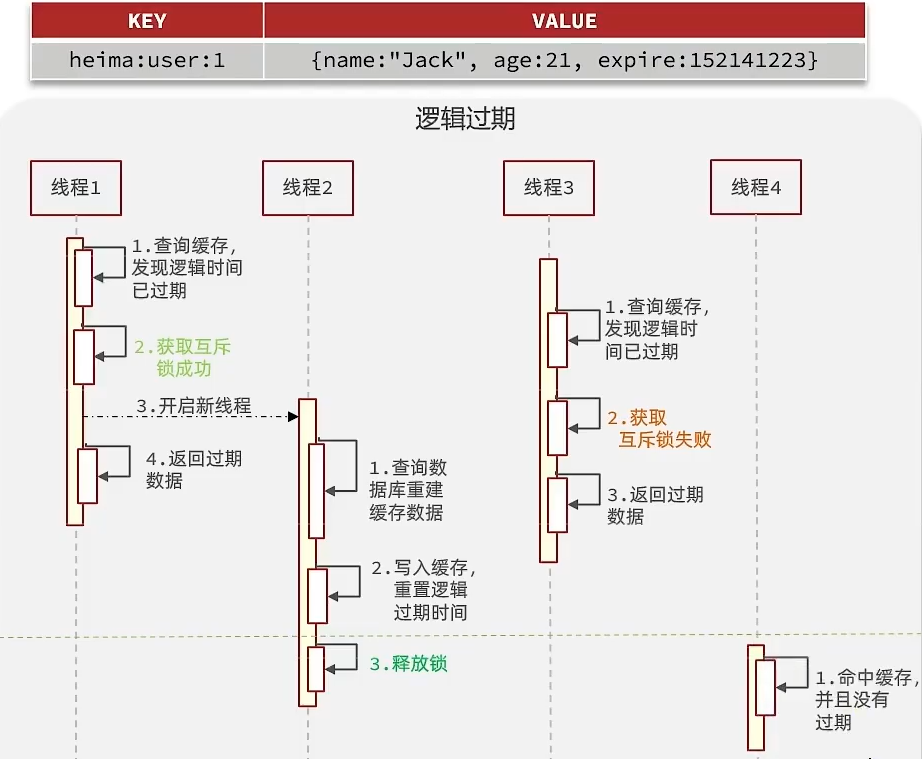 KEY VALUE
heima:user:1 {name:"Jack", age:21, expire:152141223}
逻辑过期
线程1 线程2 线程3 线程4
1.查询缓存,
发现逻辑时间
已过期
2.获取互斥
锁成功
3.开启新线程
4.返回过期
数据
1.查询数
据库重建
缓存数据
2.写入缓存,
重置逻辑
过期时间
3.释放锁
1.查询缓存,
发现逻辑时
间已过期
2.获取
互斥锁失败
3.返回过期
数据
1.命中缓存,
并且没有
过期